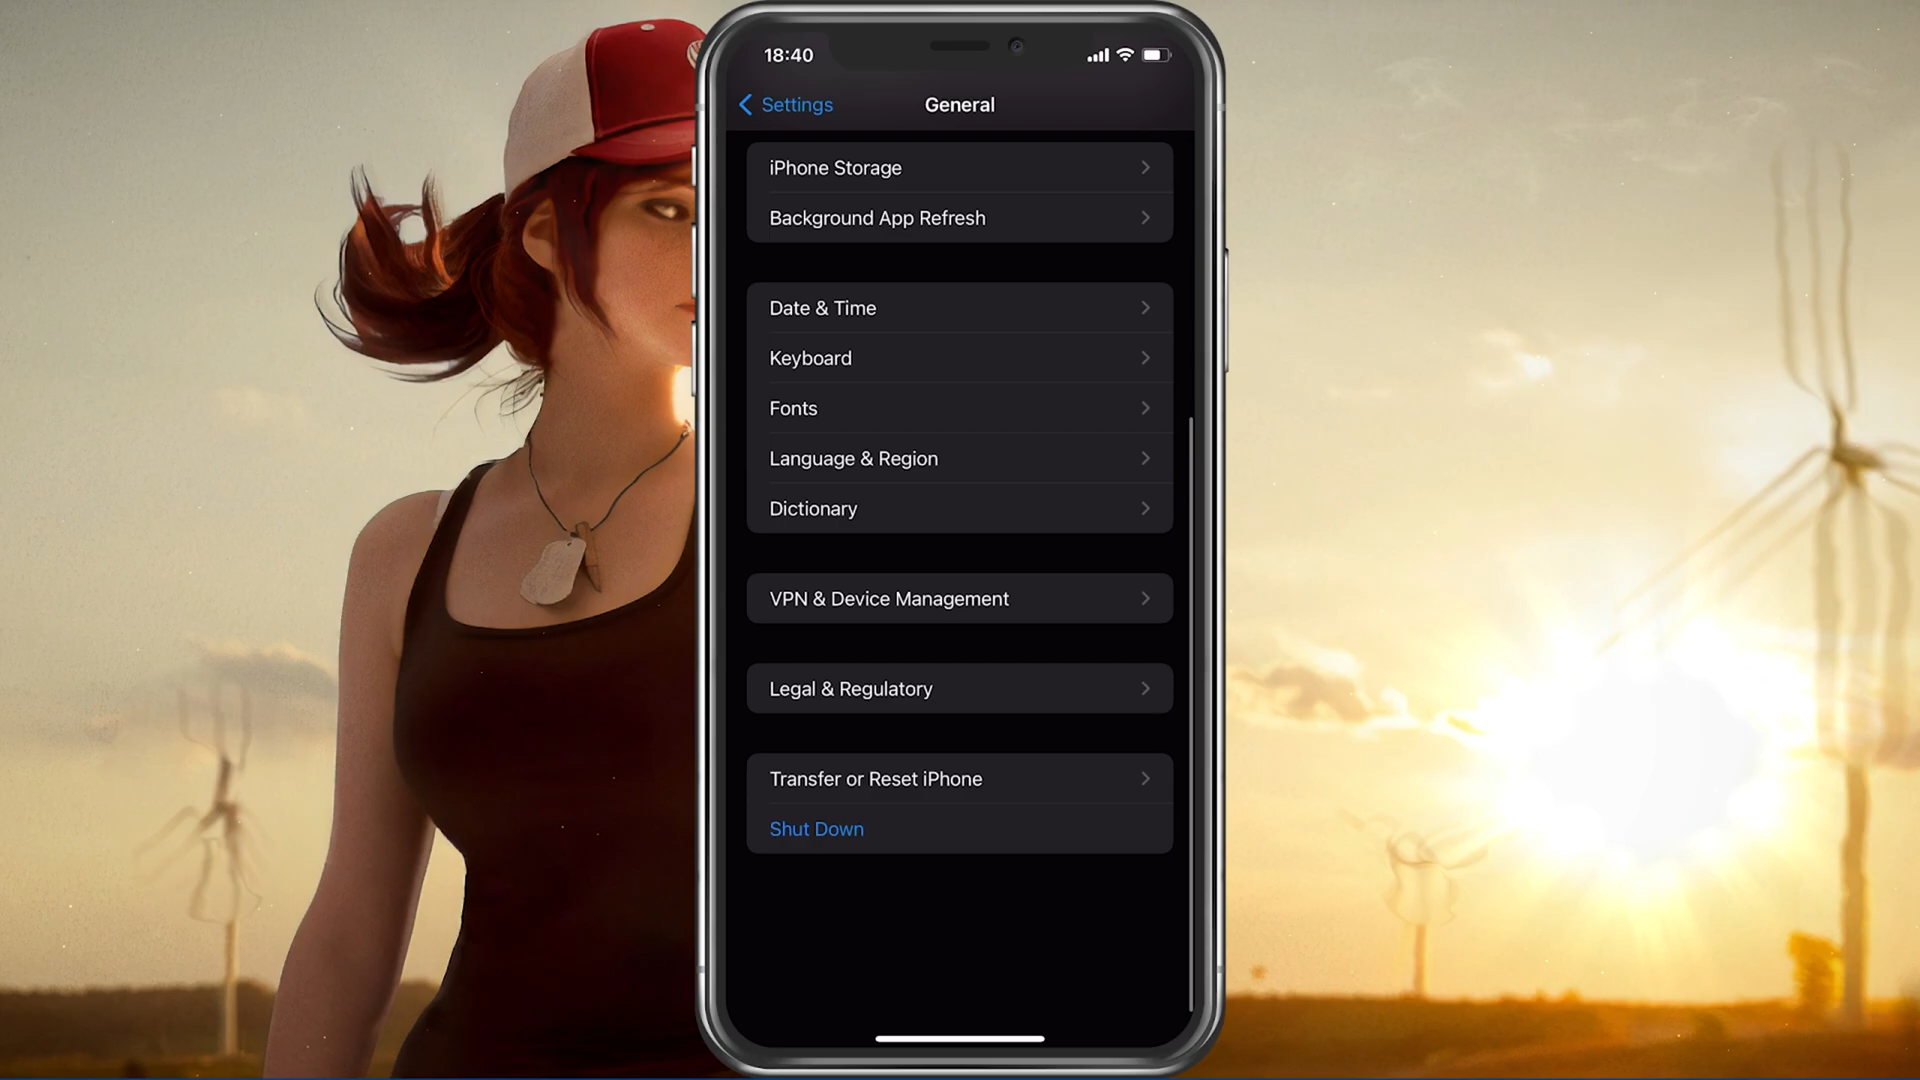 18:40
Settings
General
iPhone Storage
Background App Refresh
Date & Time
Keyboard
Fonts
Language & Region
Dictionary
VPN & Device Management
Legal & Regulatory
Transfer or Reset iPhone
Shut Down